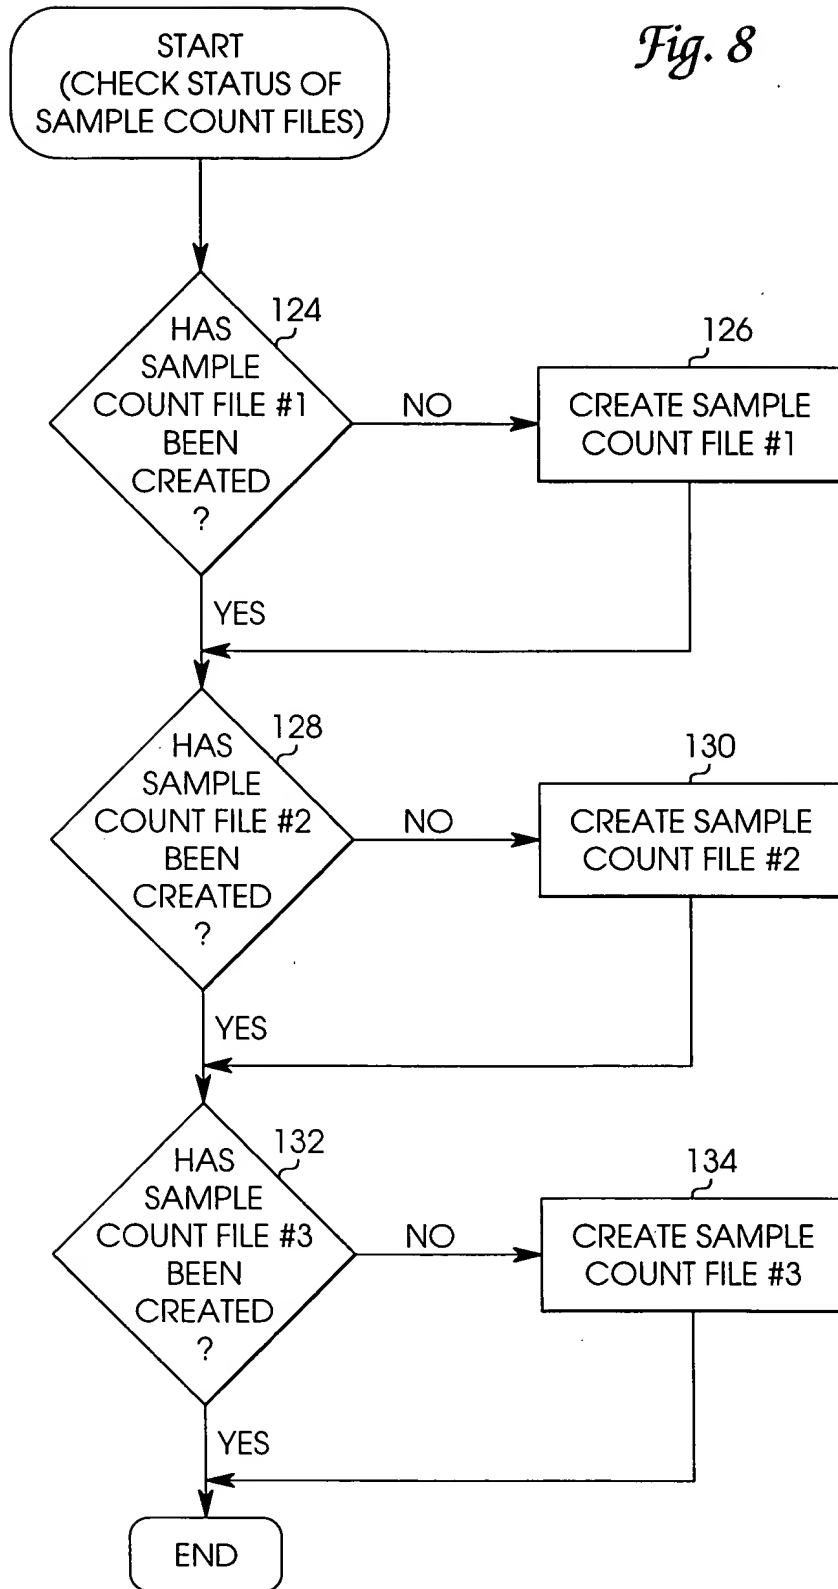 Fig. 8
START
(CHECK STATUS OF
SAMPLE COUNT FILES)
124
HAS
SAMPLE
COUNT FILE #1
BEEN
CREATED
?
NO
126
CREATE SAMPLE
COUNT FILE #1
YES
128
HAS
SAMPLE
COUNT FILE #2
BEEN
CREATED
?
NO
130
CREATE SAMPLE
COUNT FILE #2
YES
132
HAS
SAMPLE
COUNT FILE #3
BEEN
CREATED
?
NO
134
CREATE SAMPLE
COUNT FILE #3
YES
END